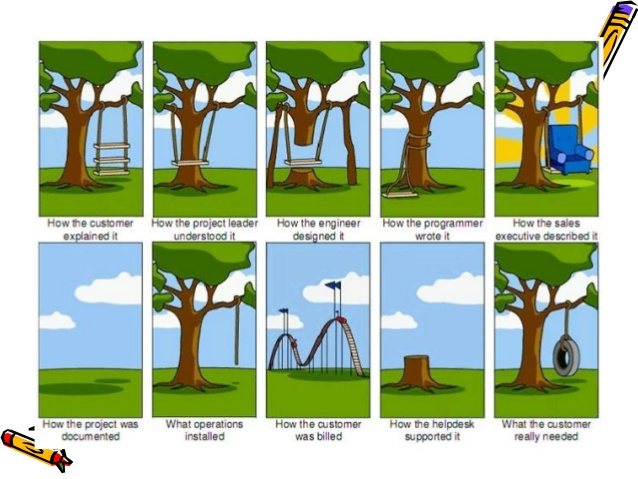 How the customer
explained it
How the project leader
understood it
How the engineer
designed it
How the programmer
wrote it
How the sales
executive described it
How the project was
documented
What operations
installed
How the customer
was billed
How the helpdesk
supported it
What the customer
really needed